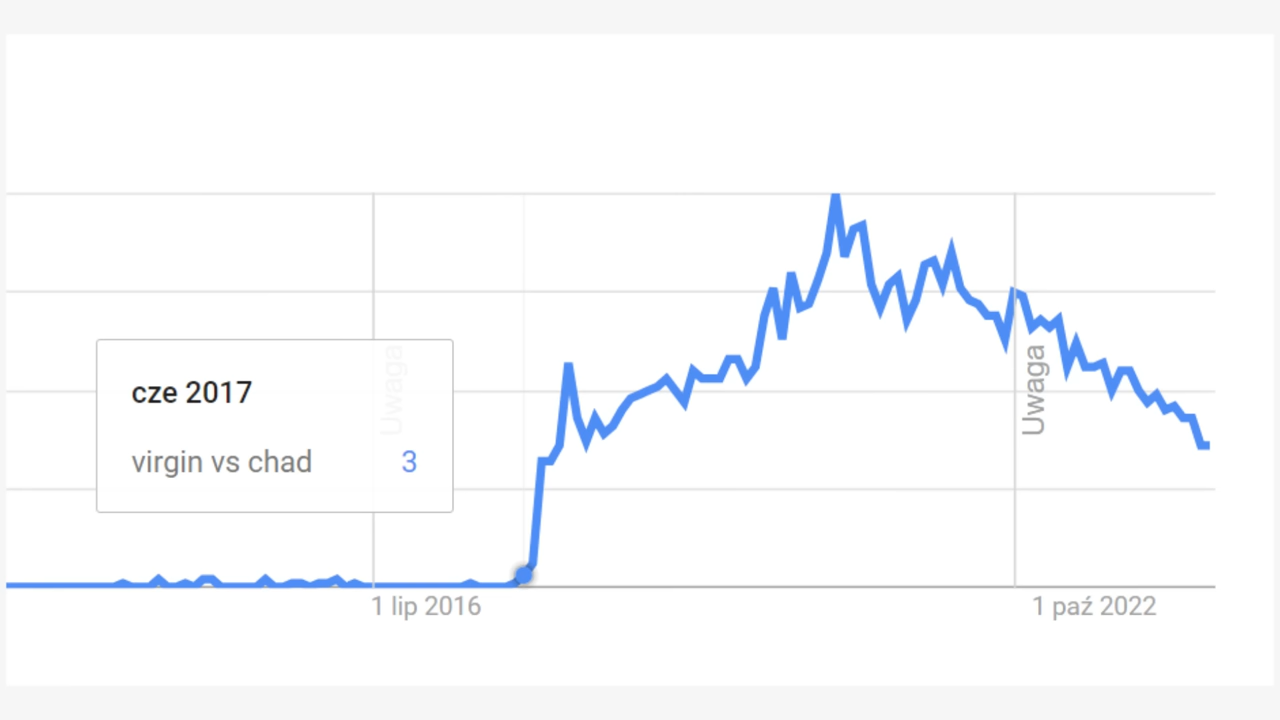 cze 2017
virgin vs chad 3
Uwaga
Uwaga
1 lip 2016
1 paź 2022